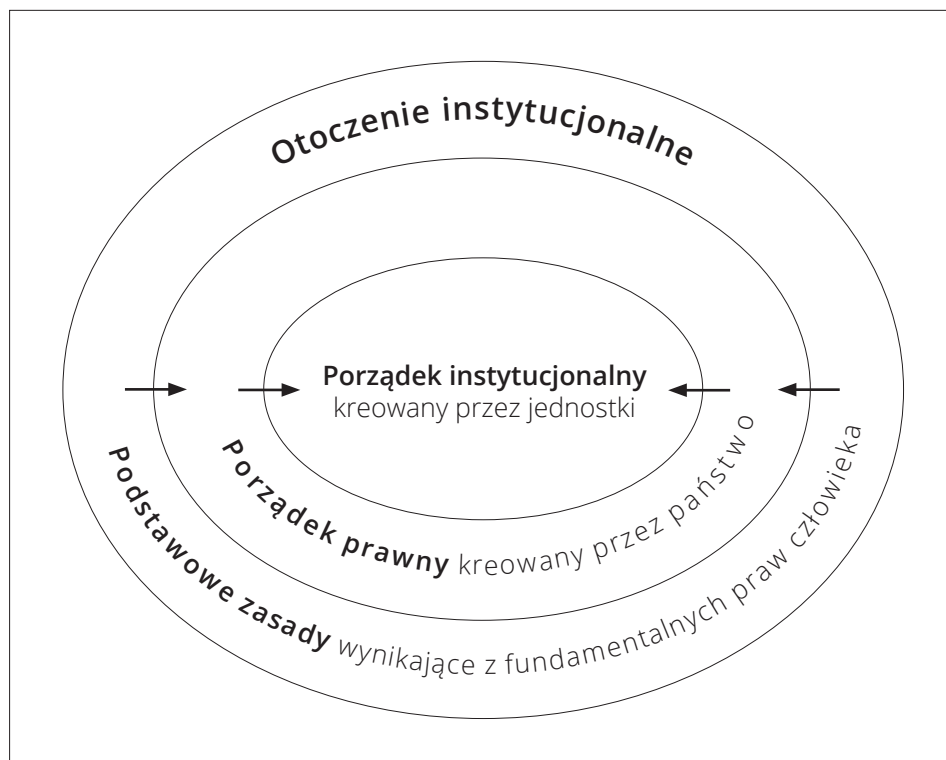 Otoczenie instytucjonalne
Porządek instytucjonalny
kreowany przez jednostki
Porządek prawny kreowany przez państwo
Podstawowe zasady wynikające z fundamentalnych praw człowieka